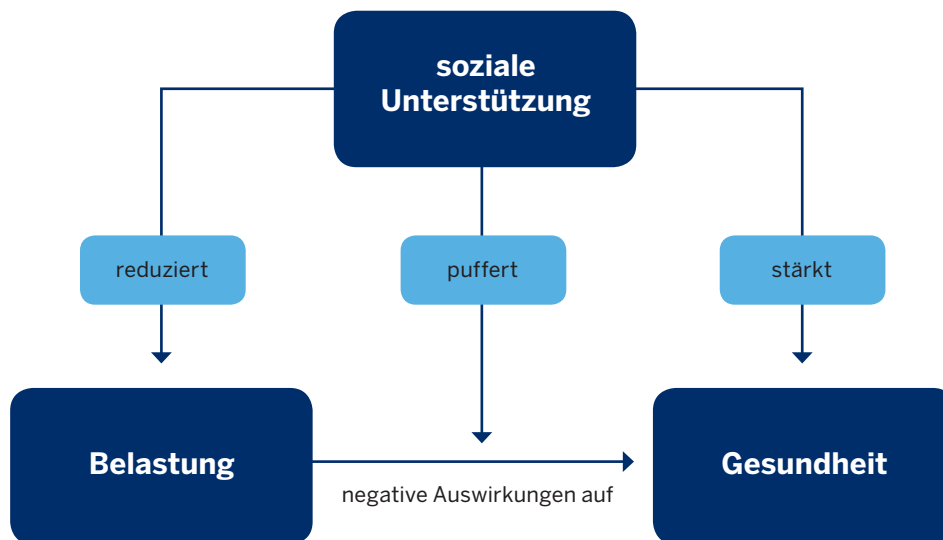 soziale
Unterstützung
reduziert
puffert
stärkt
Belastung
Gesundheit
negative Auswirkungen auf